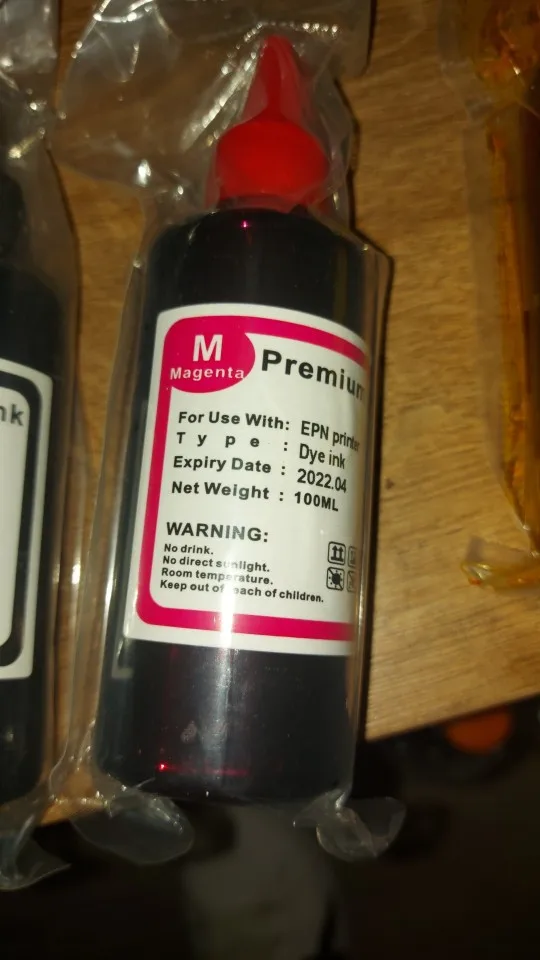 nk
M
Magenta
Premium
For Use With: EPN printer
Type : Dye ink
Expiry Date : 2022.04
Net Weight : 100ML
WARNING:
No drink.
No direct sunlight.
Room temperature.
Keep out of reach of children.